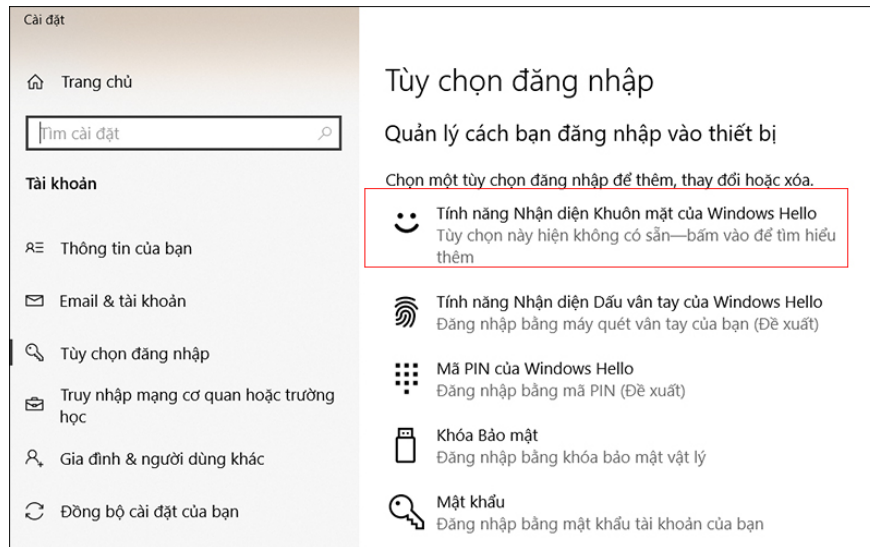 Cài đặt
Trang chủ
Tìm cài đặt
Tài khoản
Thông tin của bạn
Email & tài khoản
Tùy chọn đăng nhập
Truy nhập mạng cơ quan hoặc trường
học
Gia đình & người dùng khác
Đồng bộ cài đặt của bạn
Tùy chọn đăng nhập
Quản lý cách bạn đăng nhập vào thiết bị
Chọn một tùy chọn đăng nhập để thêm, thay đổi hoặc xóa.
Tính năng Nhận diện Khuôn mặt của Windows Hello
Tùy chọn này hiện không có sẵn—bấm vào để tìm hiểu
thêm
Tính năng Nhận diện Dấu vân tay của Windows Hello
Đăng nhập bằng máy quét vân tay của bạn (Đề xuất)
Mã PIN của Windows Hello
Đăng nhập bằng mã PIN (Đề xuất)
Khóa Bảo mật
Đăng nhập bằng khóa bảo mật vật lý
Mật khẩu
Đăng nhập bằng mật khẩu tài khoản của bạn